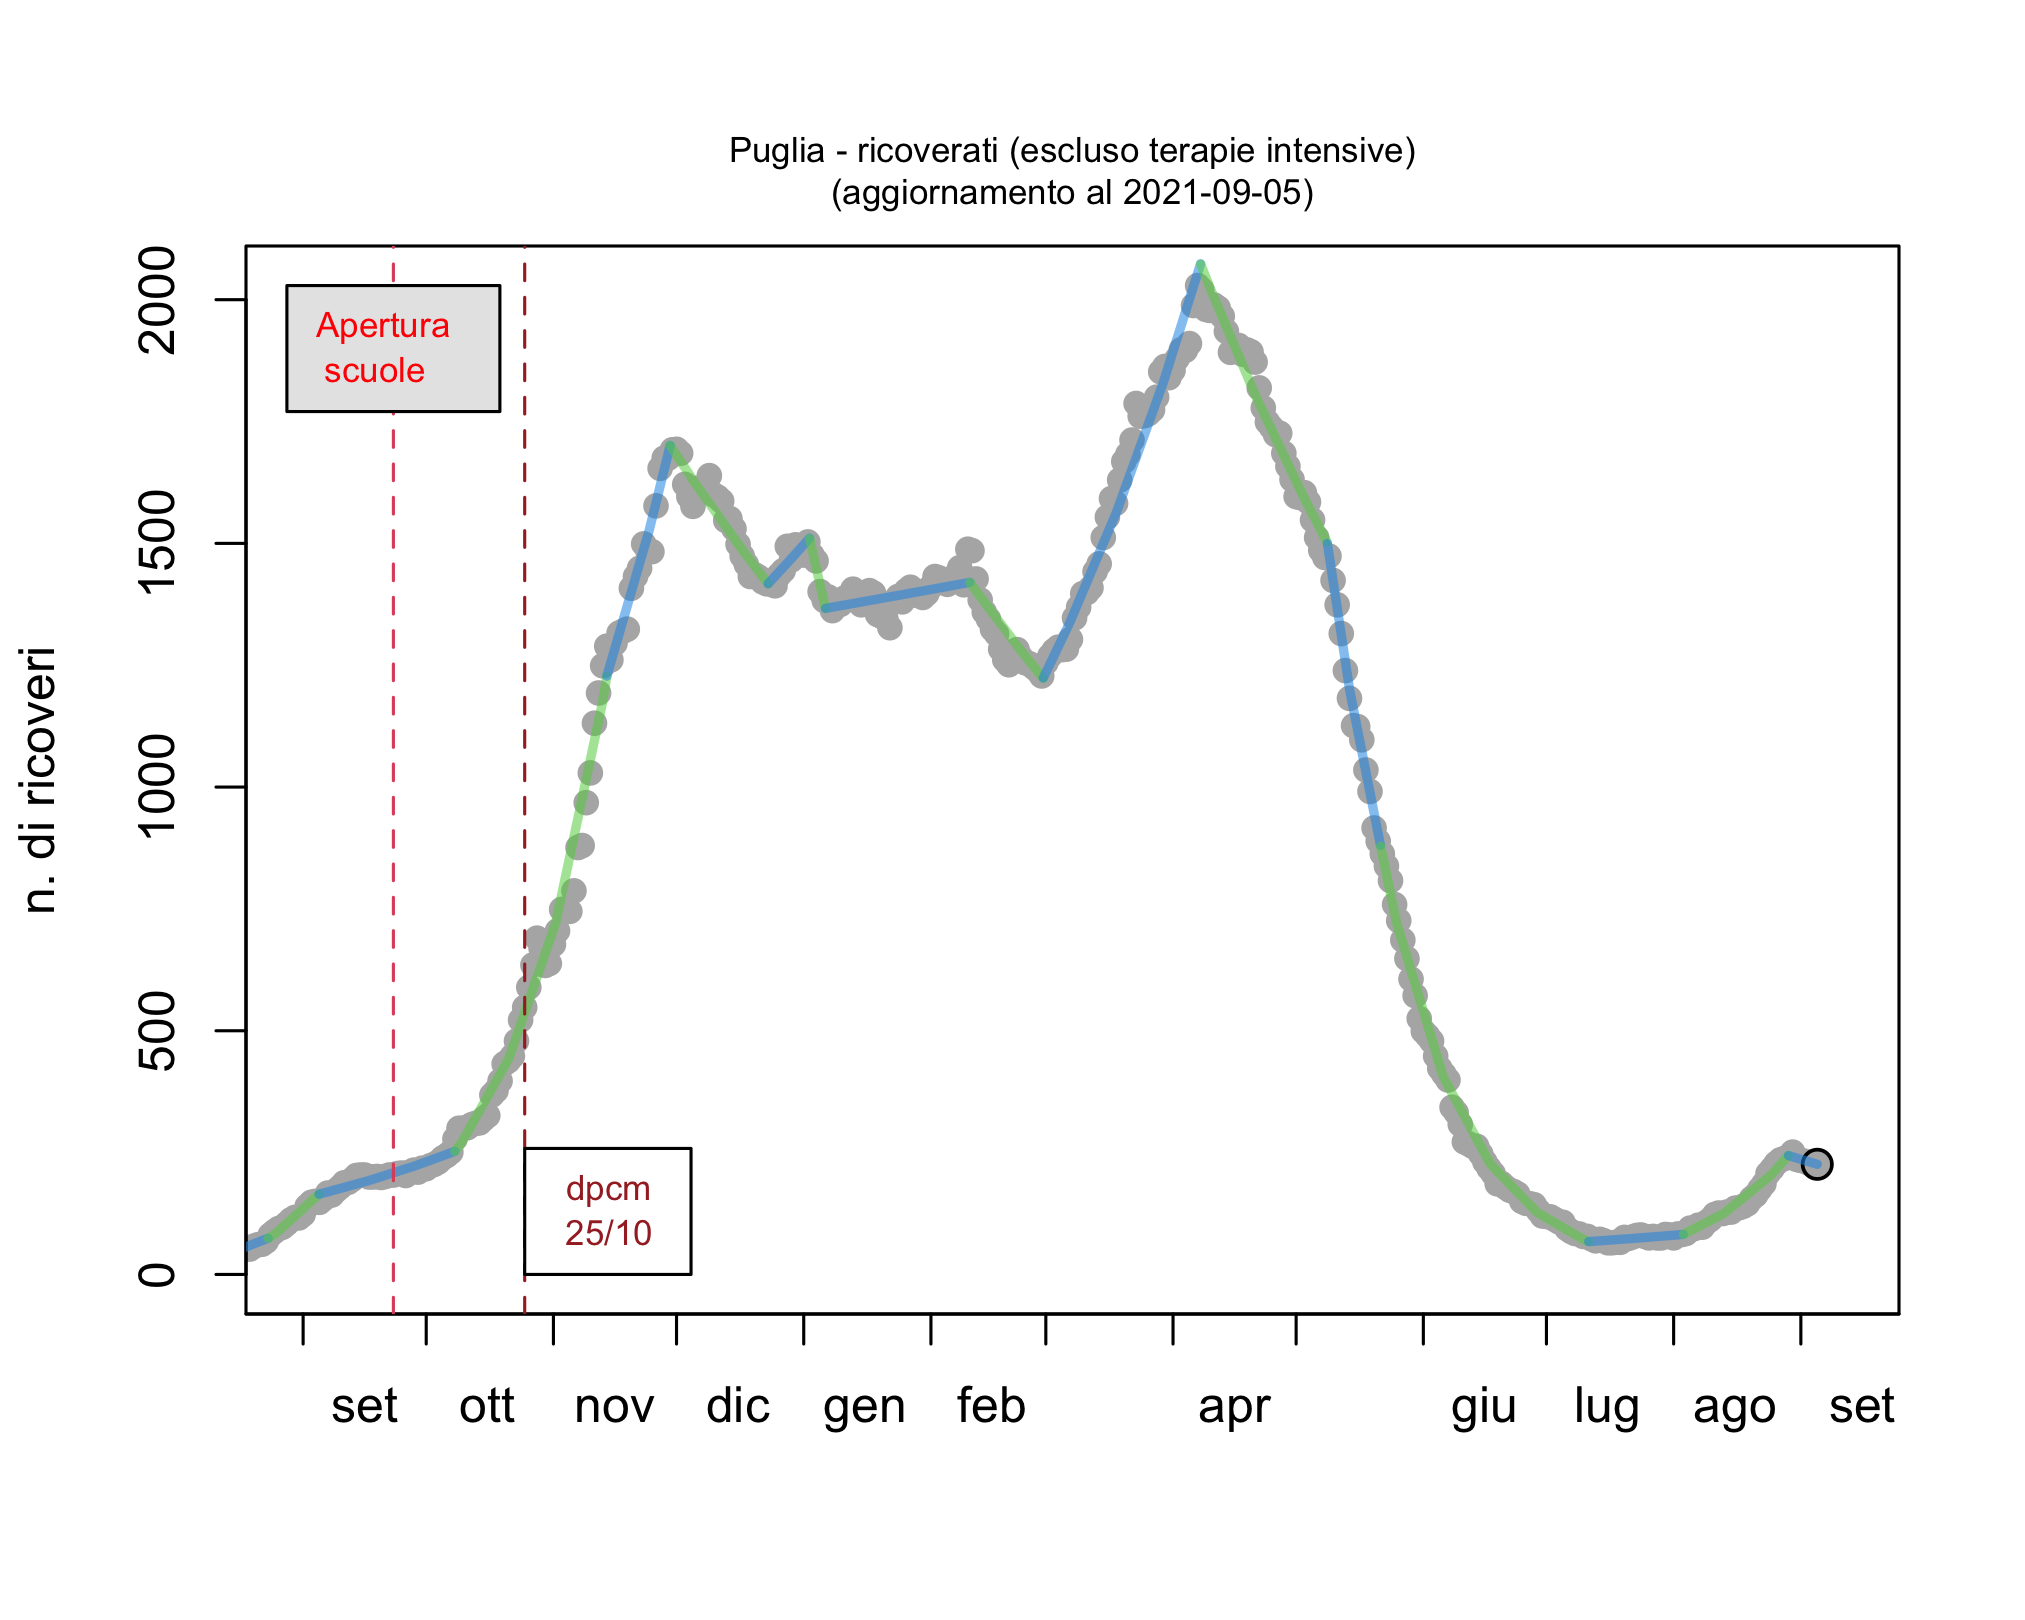 Puglia - ricoverati (escluso terapie intensive)
(aggiornamento al 2021-09-05)
n. di ricoveri
2000
1500
1000
500
0
Apertura
scuole
dpcm
25/10
set ott nov dic gen feb apr giu lug ago set